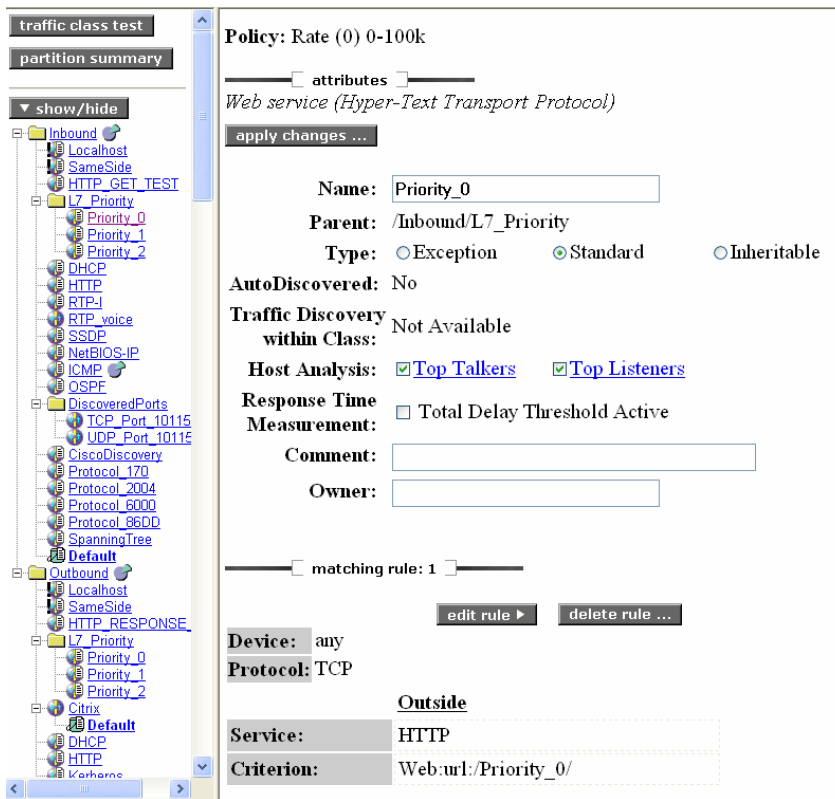 traffic class test
partition summary
show/hide
Inbound
Localhost
SameSide
HTTP_GET_TEST
L7_Priority
Priority_0
Priority_1
Priority_2
DHCP
HTTP
RTP-I
RTP_voice
SSDP
NetBIOS-IP
ICMP
OSPF
DiscoveredPorts
TCP_Port_10115
UDP_Port_10115
CiscoDiscovery
Protocol_170
Protocol_2004
Protocol_6000
Protocol_86DD
SpanningTree
Default
Outbound
Localhost
SameSide
HTTP_RESPONSE_
L7_Priority
Priority_0
Priority_1
Priority_2
Citrix
Default
DHCP
HTTP
Kerberos
Policy: Rate (0) 0-100k
attributes
Web service (Hyper-Text Transport Protocol)
apply changes ...
Name: Priority_0
Parent: /Inbound/L7_Priority
Type: Exception Standard Inheritable
AutoDiscovered: No
Traffic Discovery
within Class: Not Available
Host Analysis: Top Talkers Top Listeners
Response Time
Measurement: Total Delay Threshold Active
Comment:
Owner:
matching rule: 1
edit rule delete rule ...
Device: any
Protocol: TCP
Outside
Service: HTTP
Criterion: Web:url:/Priority_0/